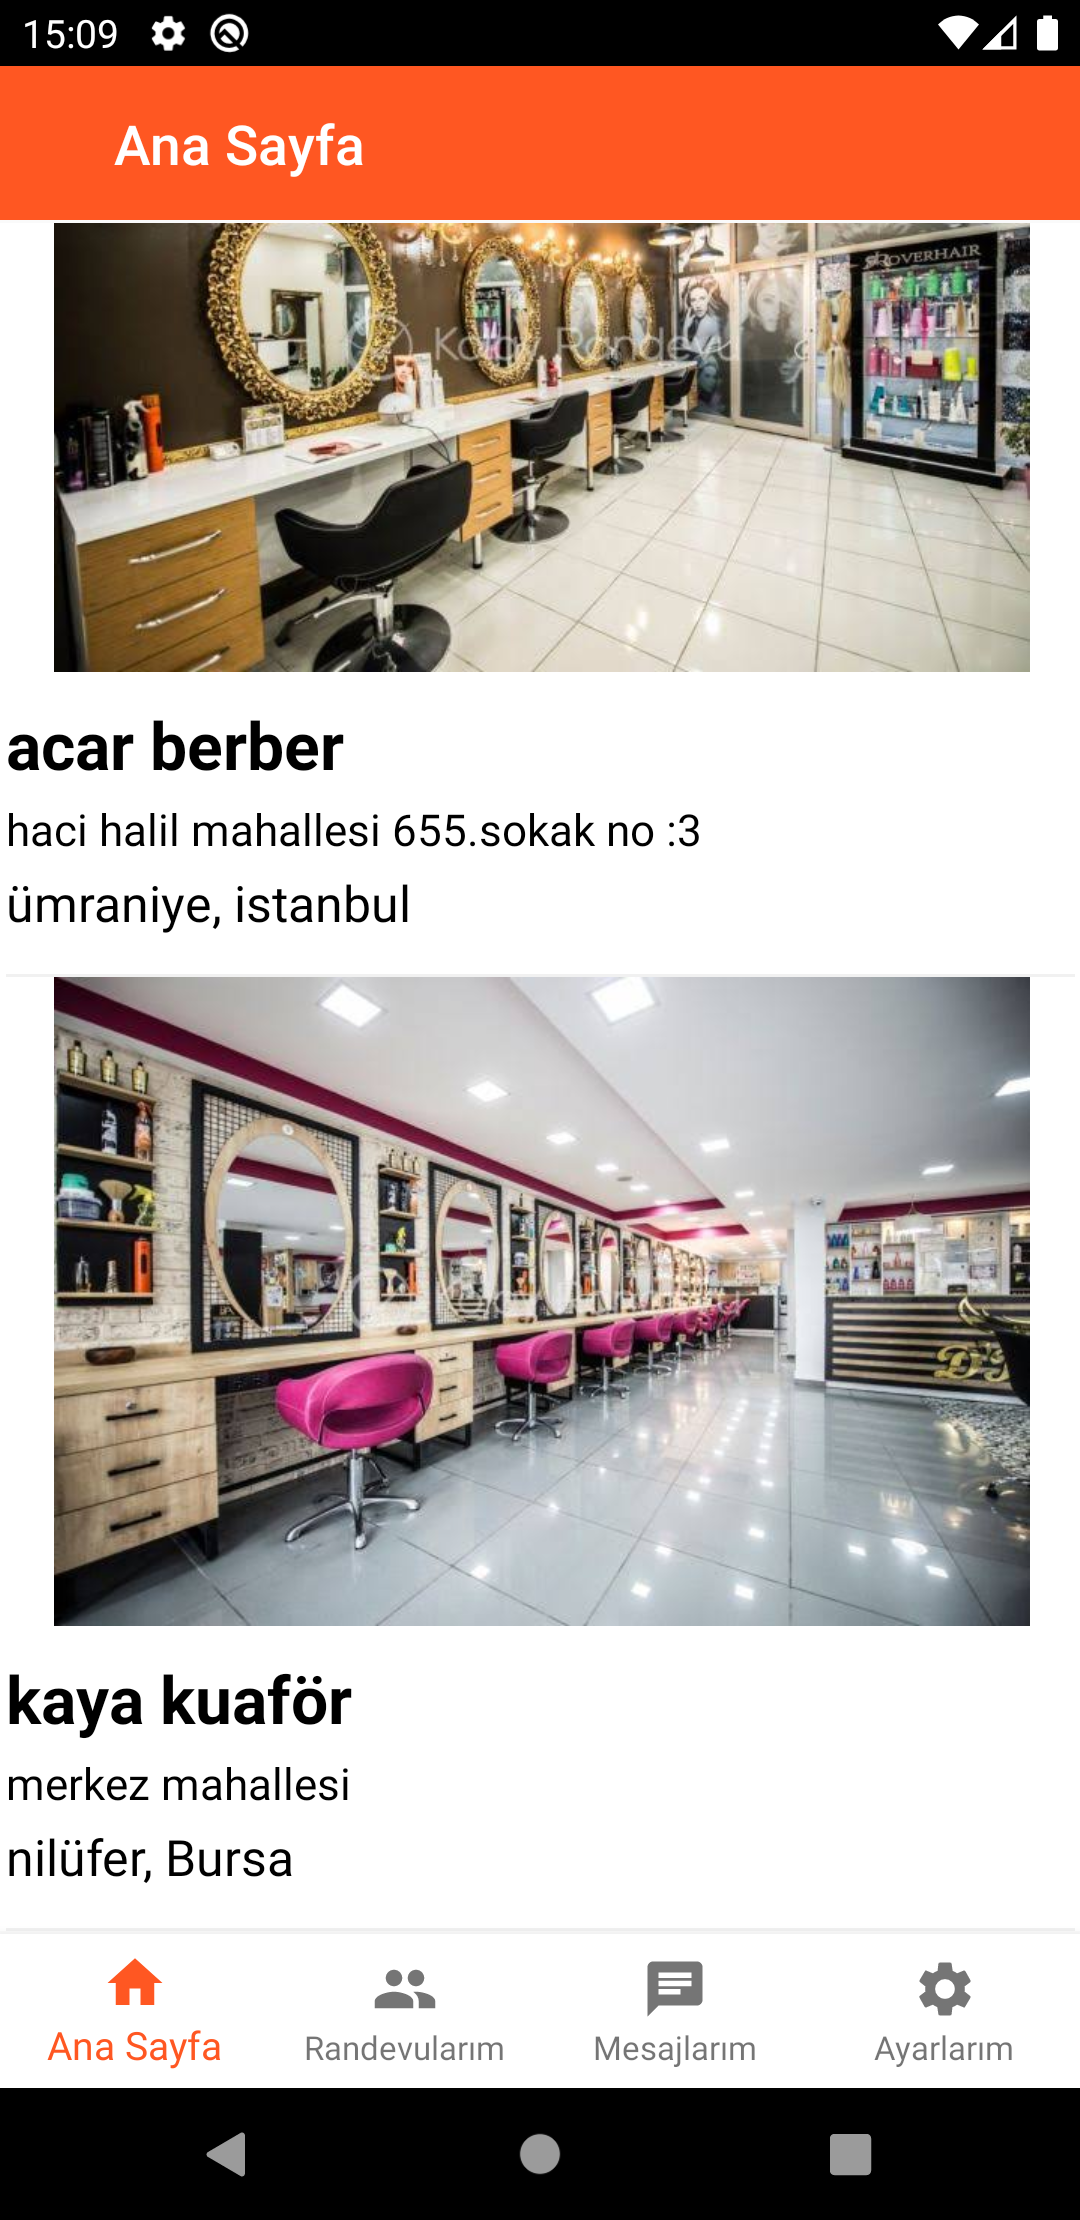 15:09
Ana Sayfa
ROVERHAIR
Kolay Randevu
acar berber
haci halil mahallesi 655.sokak no :3
ümraniye, istanbul
kaya kuaför
merkez mahallesi
nilüfer, Bursa
Ana Sayfa
Randevularım
Mesajlarım
Ayarlarım